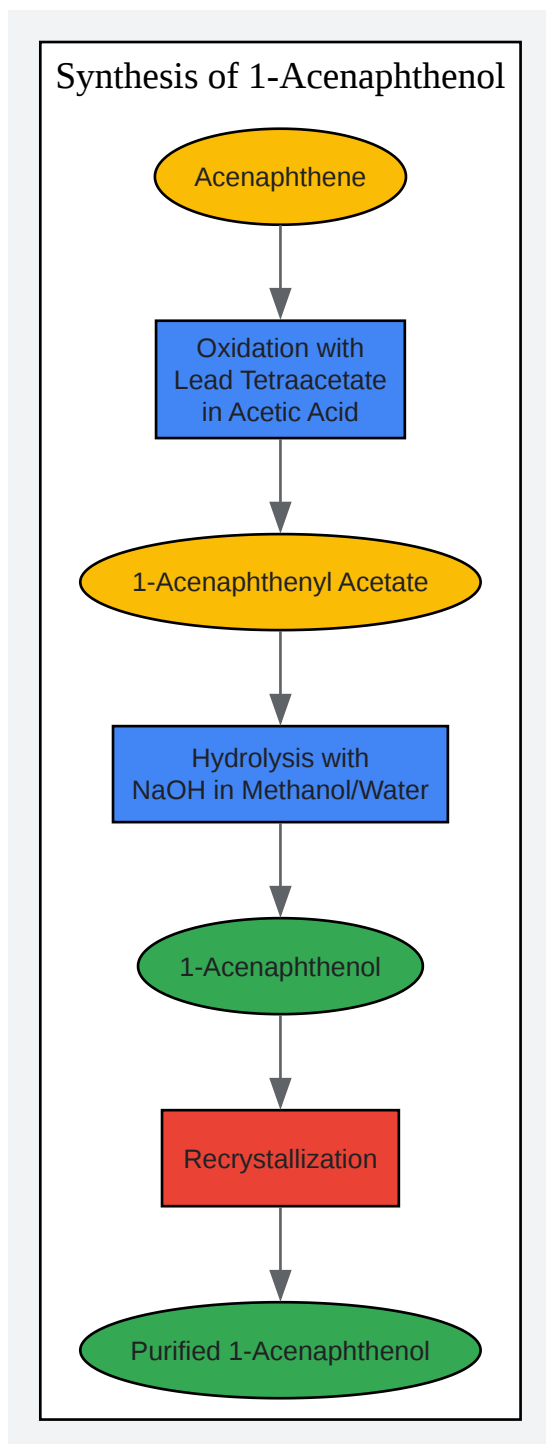 Synthesis of 1-Acenaphthenol
Acenaphthene
Oxidation with
Lead Tetraacetate
in Acetic Acid
1-Acenaphthenyl Acetate
Hydrolysis with
NaOH in Methanol/Water
1-Acenaphthenol
Recrystallization
Purified 1-Acenaphthenol